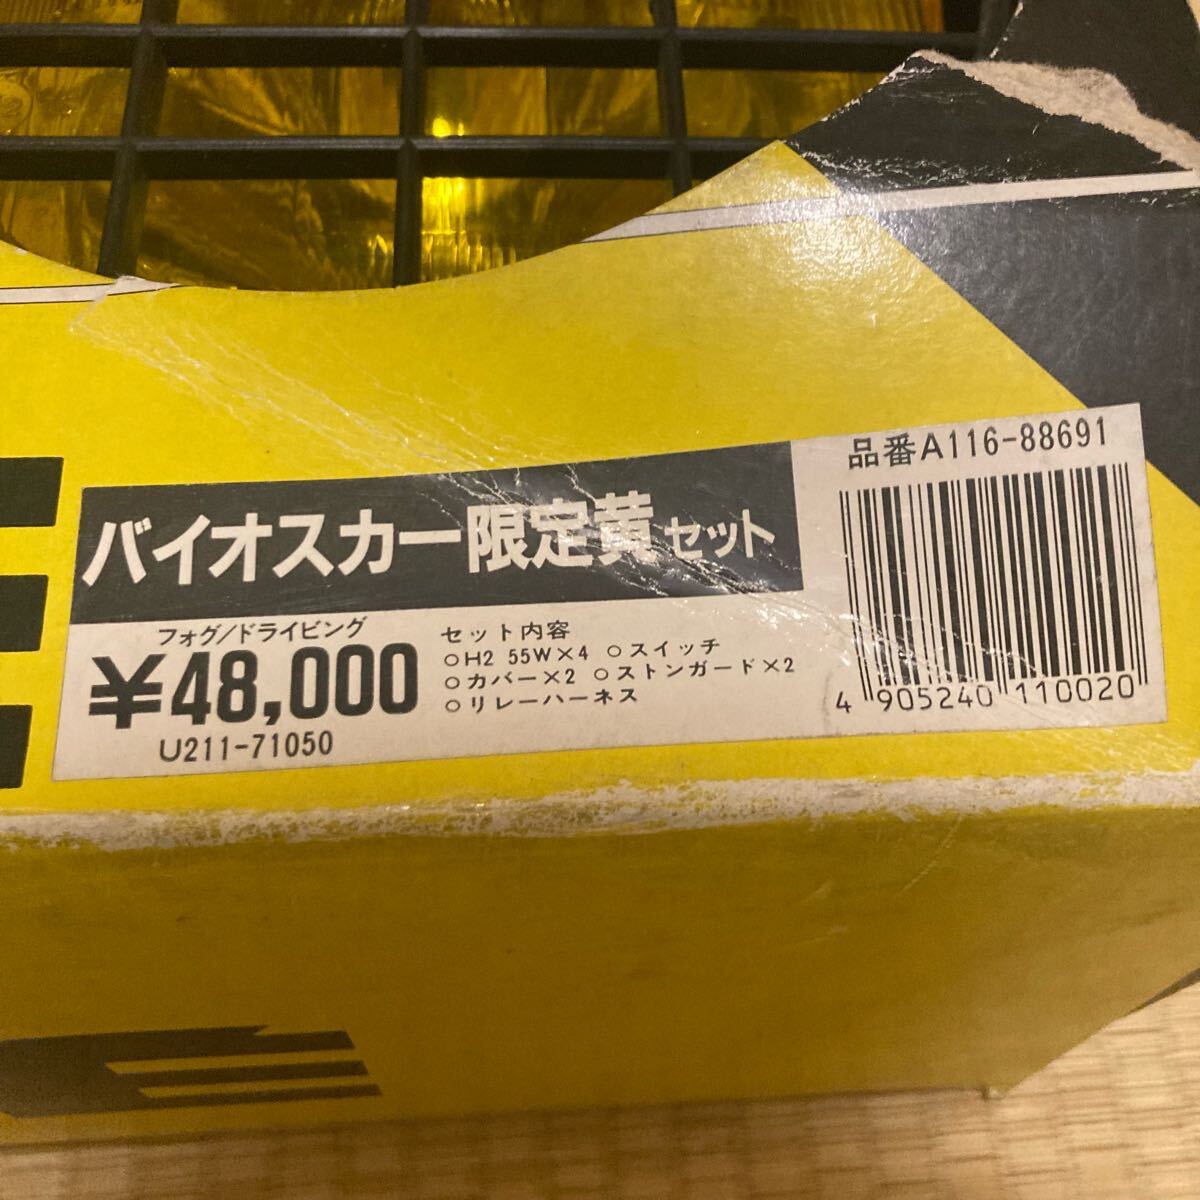 バイオスカー限定黄セット
品番A116-88691
フォグ/ドライビング
¥48,000
U211-71050
セット内容
○H2 55W×4 ○スイッチ
○カバー×2 ○ストンガード×2
○リレーハーネス
4 905240 110020